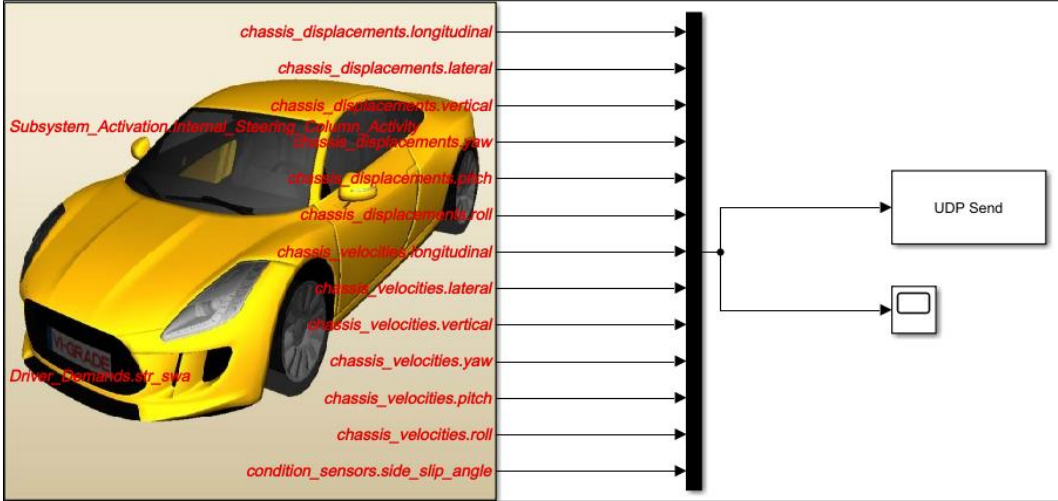 chassis_displacements.longitudinal
chassis_displacements.lateral
chassis_displacements.vertical
Subsystem_Activation.Internal_Steering_Column_Activity
chassis_displacements.yaw
chassis_displacements.pitch
chassis_displacements.roll
UDP Send
chassis_velocities.longitudinal
chassis_velocities.lateral
chassis_velocities.vertical
VI-GRADE
chassis_velocities.yaw
Driver_Demands.str_swa
chassis_velocities.pitch
chassis_velocities.roll
condition_sensors.side_slip_angle